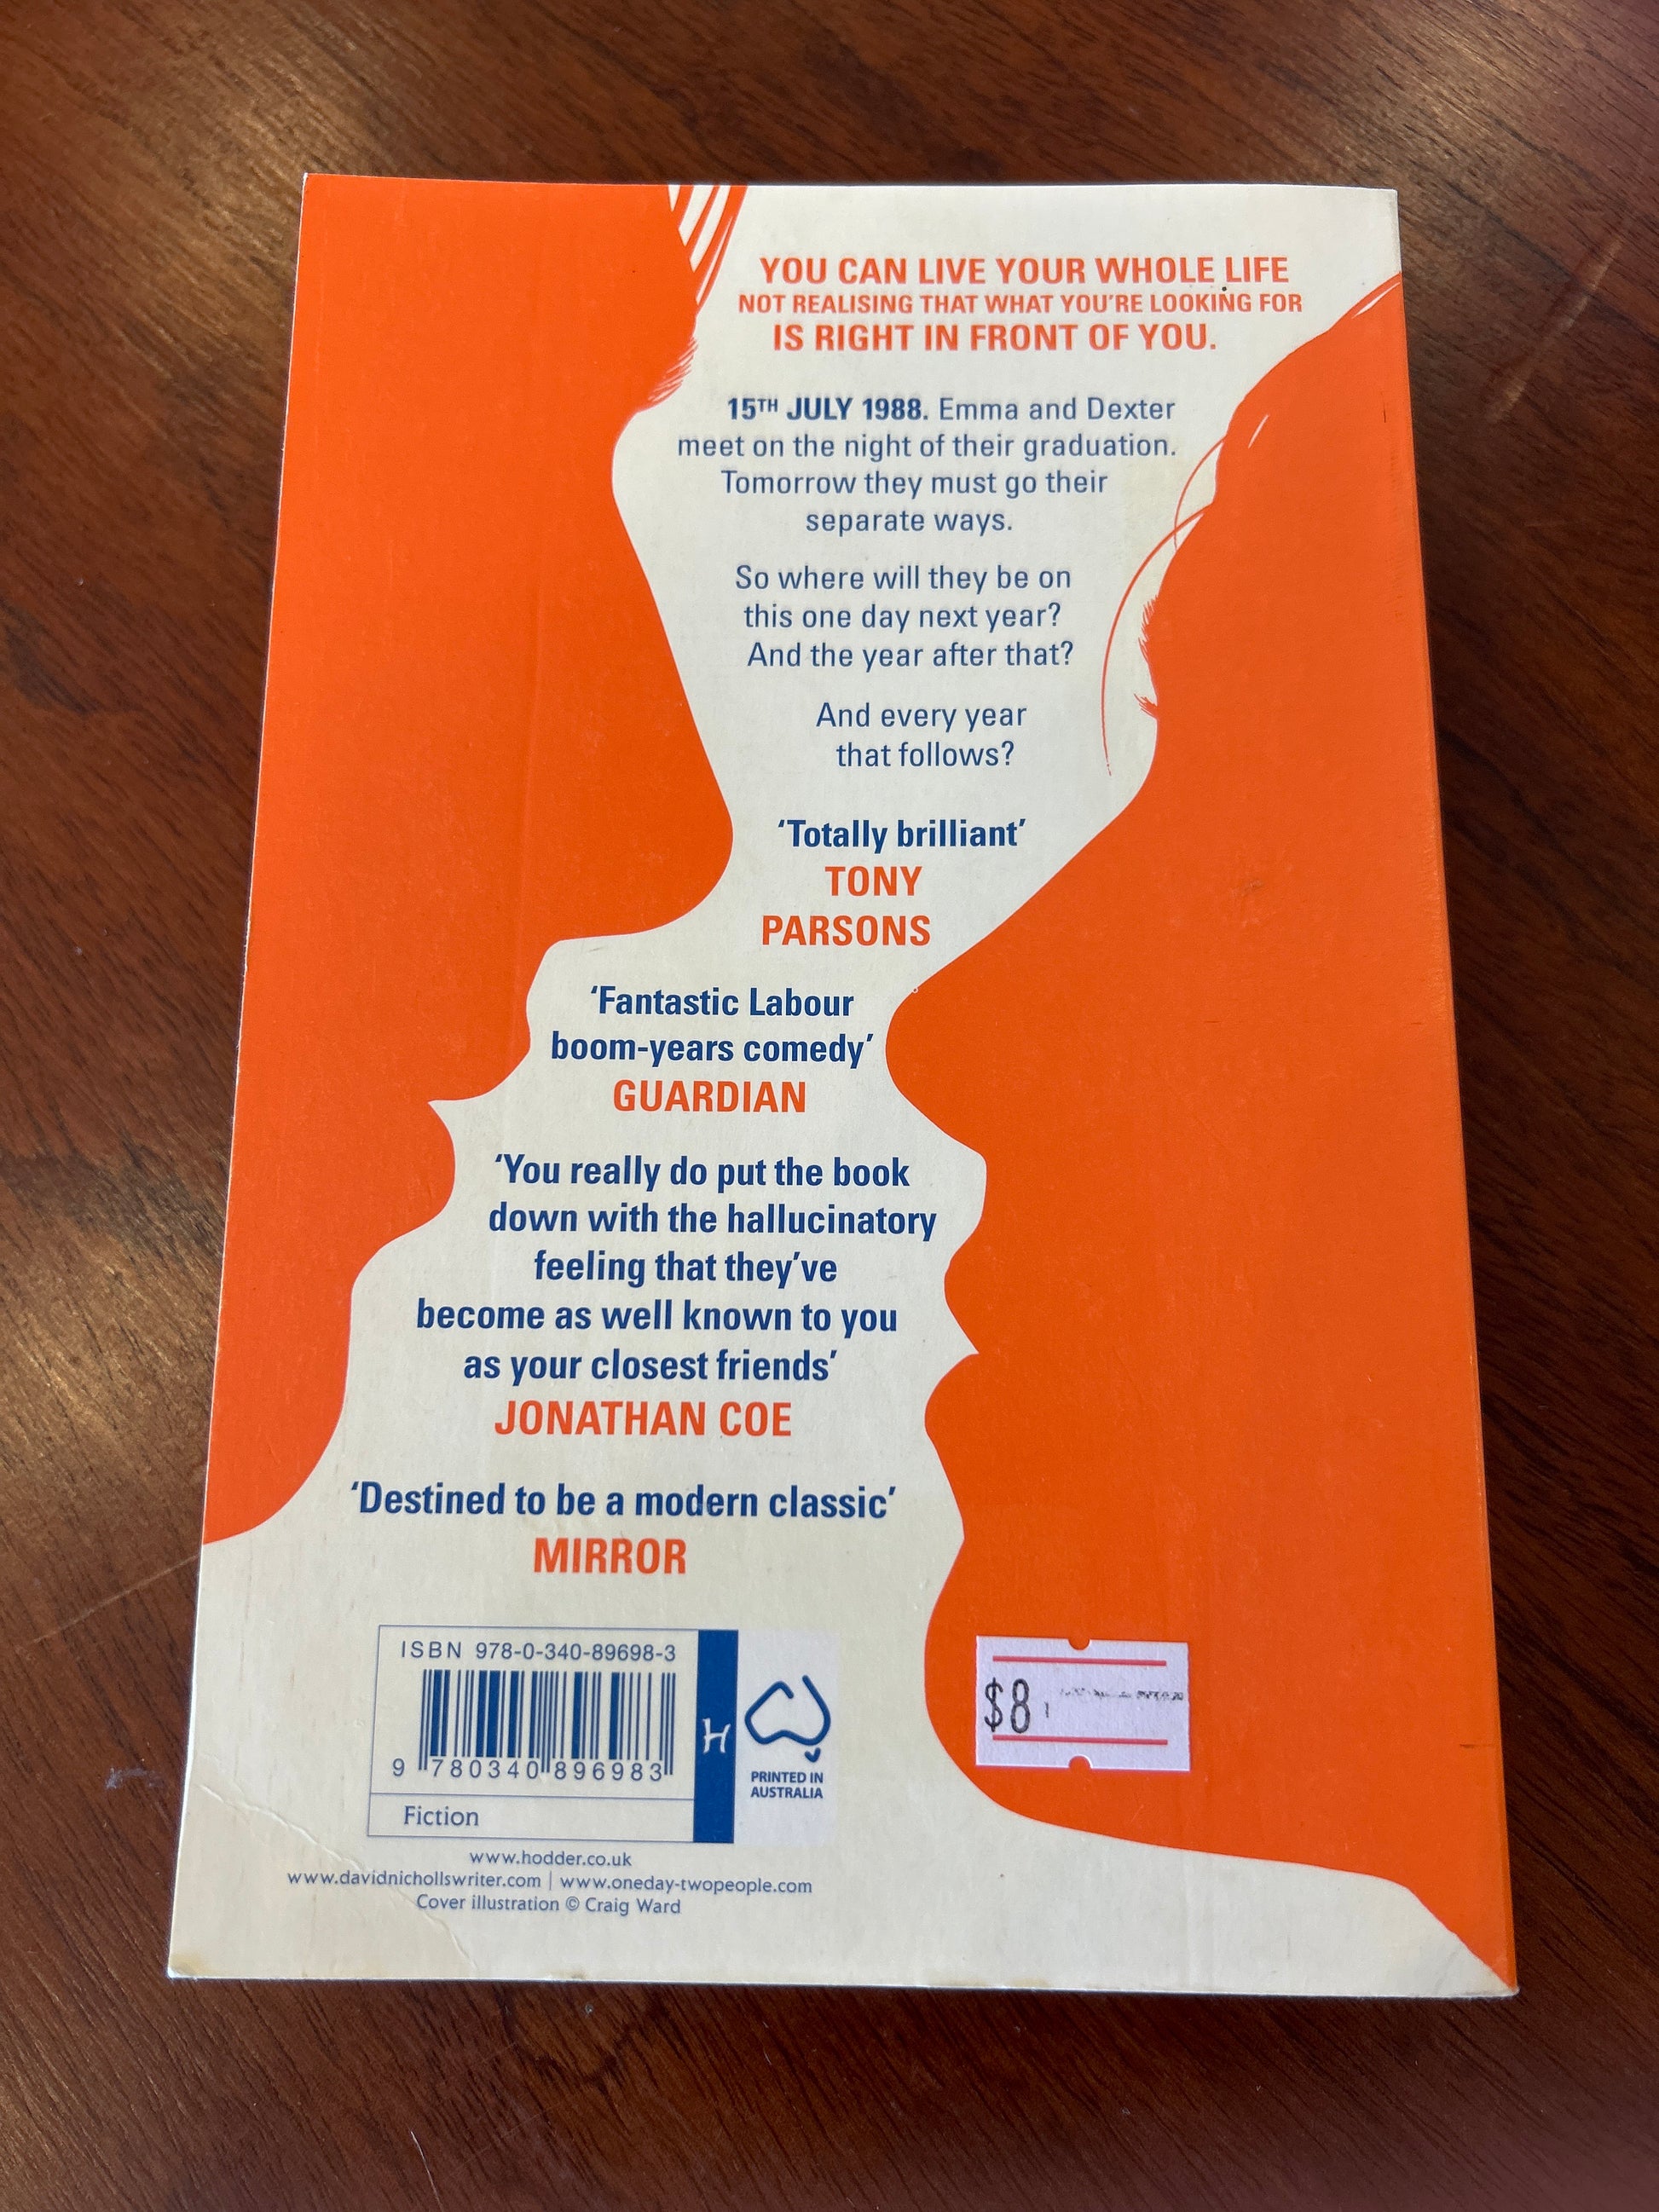 YOU CAN LIVE YOUR WHOLE LIFE
NOT REALISING THAT WHAT YOU'RE LOOKING FOR
IS RIGHT IN FRONT OF YOU.
15TH JULY 1988. Emma and Dexter
meet on the night of their graduation.
Tomorrow they must go their
separate ways.
So where will they be on
this one day next year?
And the year after that?
And every year
that follows?
‘Totally brilliant’
TONY
PARSONS
‘Fantastic Labour
boom-years comedy’
GUARDIAN
‘You really do put the book
down with the hallucinatory
feeling that they’ve
become as well known to you
as your closest friends’
JONATHAN COE
‘Destined to be a modern classic’
MIRROR
ISBN 978-0-340-89698-3
9 780340 896983
Fiction
H
PRINTED IN
AUSTRALIA
$8
www.hodder.co.uk
www.davidnichollswriter.com | www.oneday-twopeople.com
Cover illustration © Craig Ward